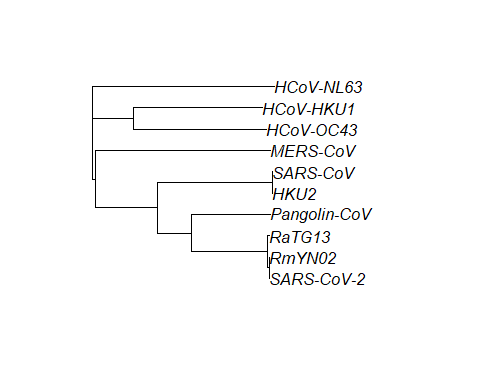 HCoV-NL63
HCoV-HKU1
HCoV-OC43
MERS-CoV
SARS-CoV
HKU2
Pangolin-CoV
RaTG13
RmYN02
SARS-CoV-2